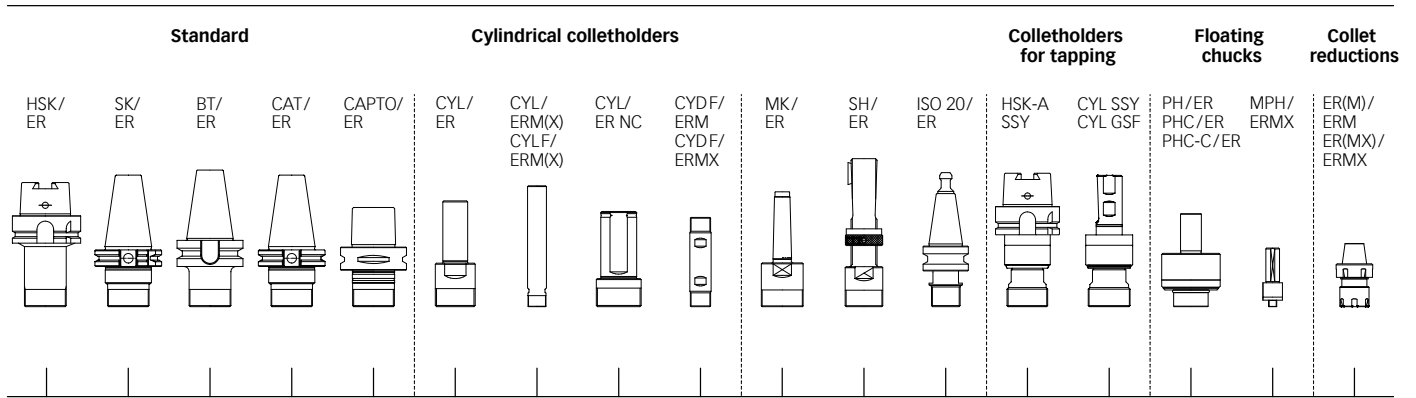 Standard
Cylindrical colletholders
Colletholders
for tapping
Floating
chucks
Collet
reductions
HSK/
ER
SK/
ER
BT/
ER
CAT/
ER
CAPTO/
ER
CYL/
ER
CYL/
ERM(X)
CYLF/
ERM(X)
CYL/
ER NC
CYDF/
ERM
CYDF/
ERMX
MK/
ER
SH/
ER
ISO 20/
ER
HSK-A
SSY
CYL SSY
CYL GSF
PH/ER
PHC/ER
PHC-C/ER
MPH/
ERMX
ER(M)/
ERM
ER(MX)/
ERMX